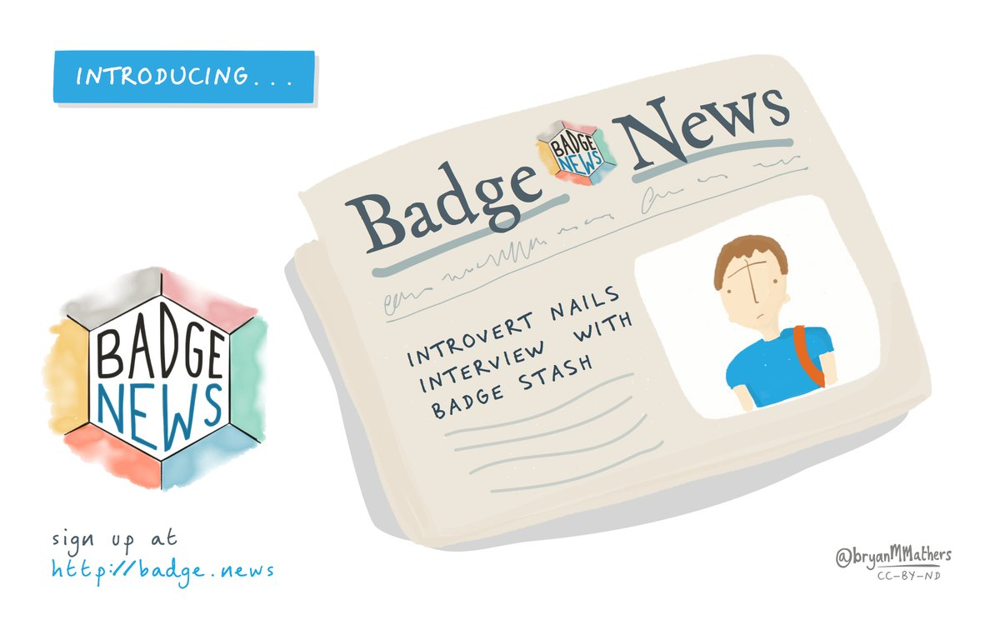 INTRODUCING...
Badge News
BADGE
NEWS
INTROVERT NAILS
INTERVIEW WITH
BADGE STASH
BADGE
NEWS
sign up at
http://badge.news
@bryanMMathers
CC-BY-ND